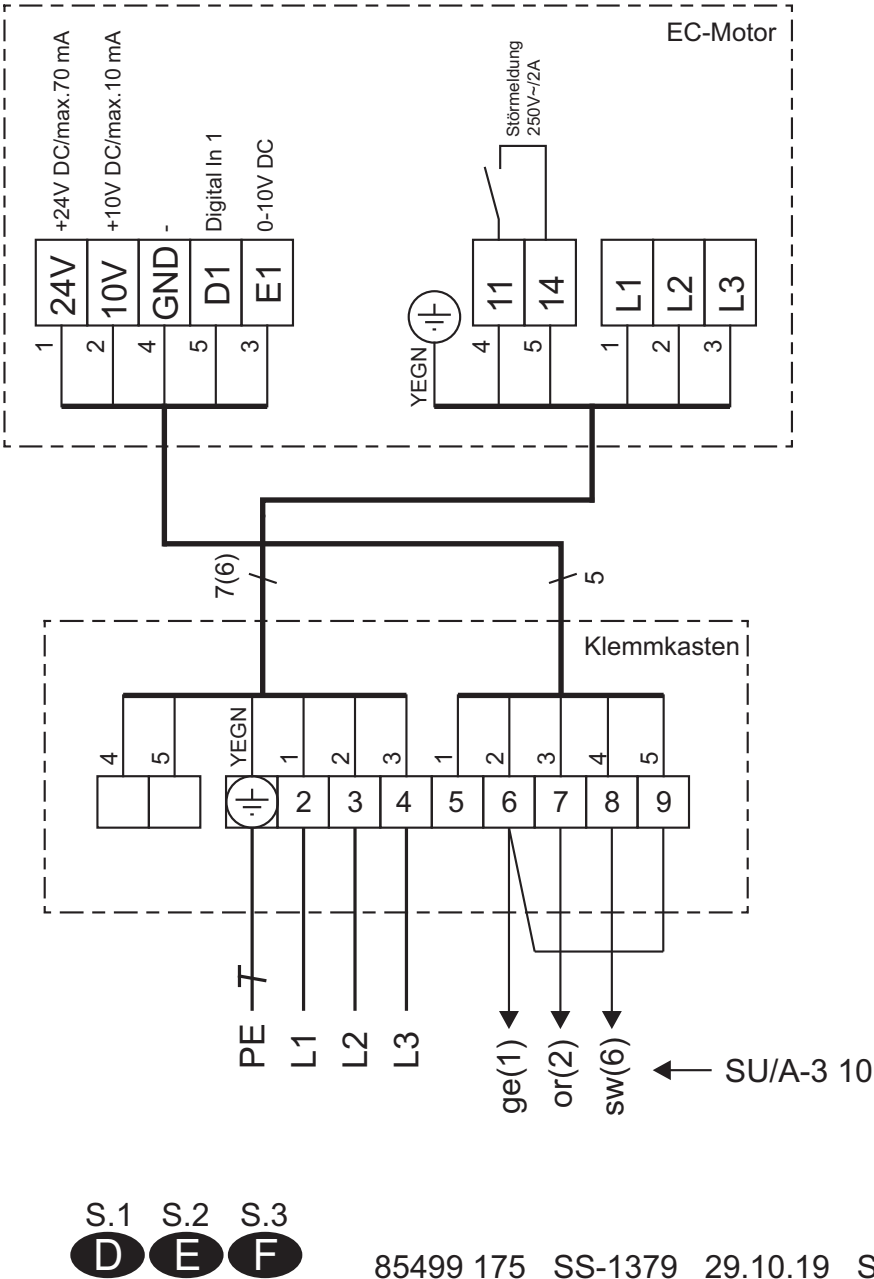 EC-Motor
+24V DC/max.70 mA
+10V DC/max.10 mA
-
Digital In 1
0-10V DC
Störmeldung
250V~/2A
24V
10V
GND
D1
E1
11
14
L1
L2
L3
1
2
4
5
3
YEGN
4
5
1
2
3
7(6)
5
Klemmkasten
4
5
YEGN
1
2
3
1
2
3
4
5
2
3
4
5
6
7
8
9
PE
L1
L2
L3
ge(1)
or(2)
sw(6)
SU/A-3 10
S.1 S.2 S.3
D E F
85499 175 SS-1379 29.10.19 S